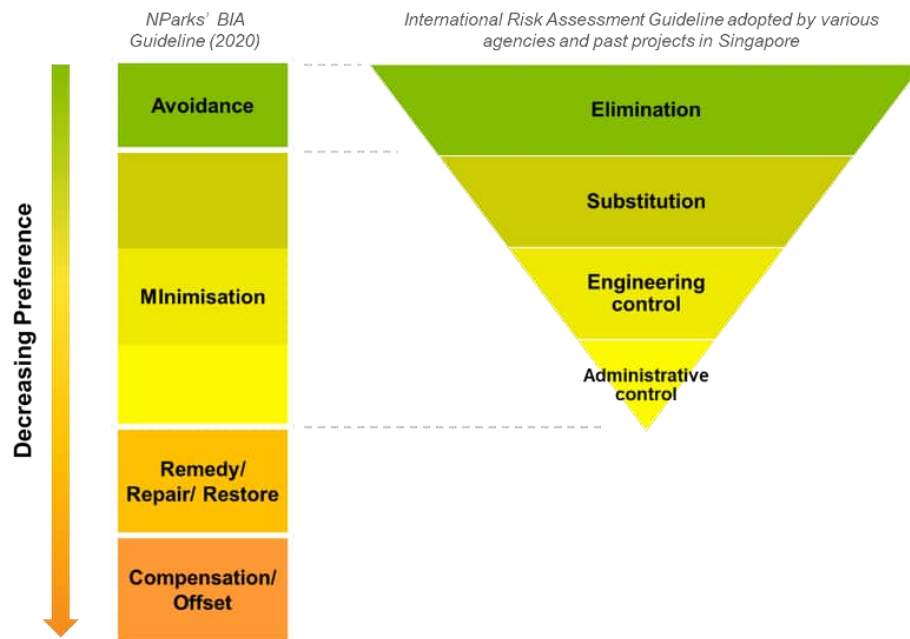 NParks' BIA
Guideline (2020)
International Risk Assessment Guideline adopted by various
agencies and past projects in Singapore
Decreasing Preference
Avoidance
MInimisation
Remedy/
Repair/ Restore
Compensation/
Offset
Elimination
Substitution
Engineering
control
Administrative
control